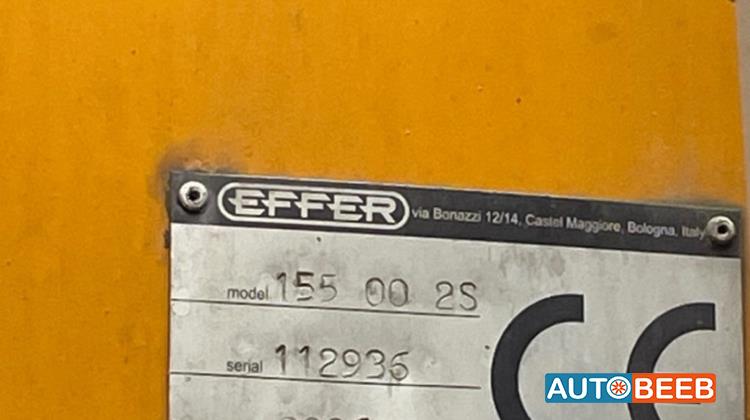 EFFER via Bonazzi 12/14, Castel Maggiore, Bologna, Italy
model 155 00 2S
serial 112936
CE
AUTOBEEB